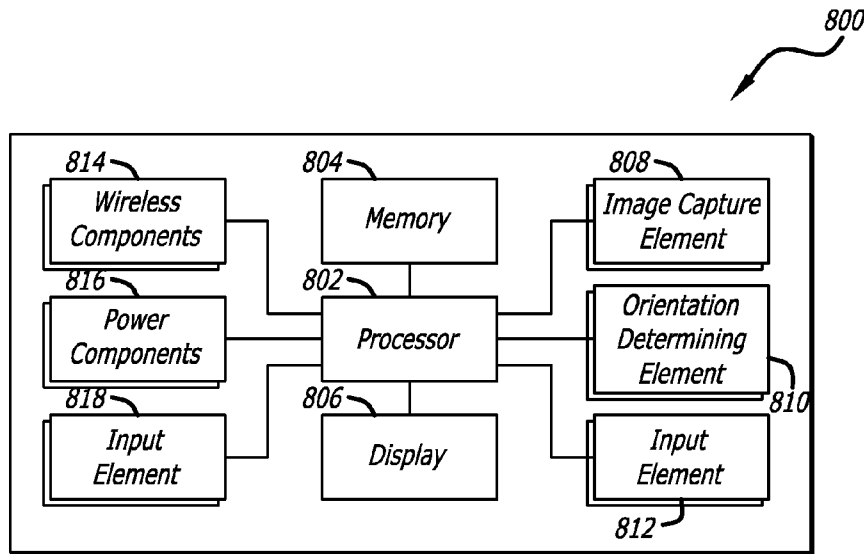 800
814
Wireless
Components
804
Memory
808
Image Capture
Element
816
Power
Components
802
Processor
Orientation
Determining
Element
810
818
Input
Element
806
Display
Input
Element
812